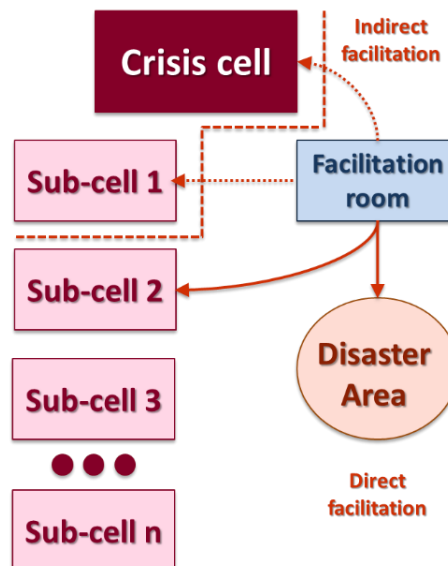 Indirect
facilitation
Crisis cell
Sub-cell 1
Facilitation
room
Sub-cell 2
Disaster
Area
Sub-cell 3
Direct
facilitation
Sub-cell n